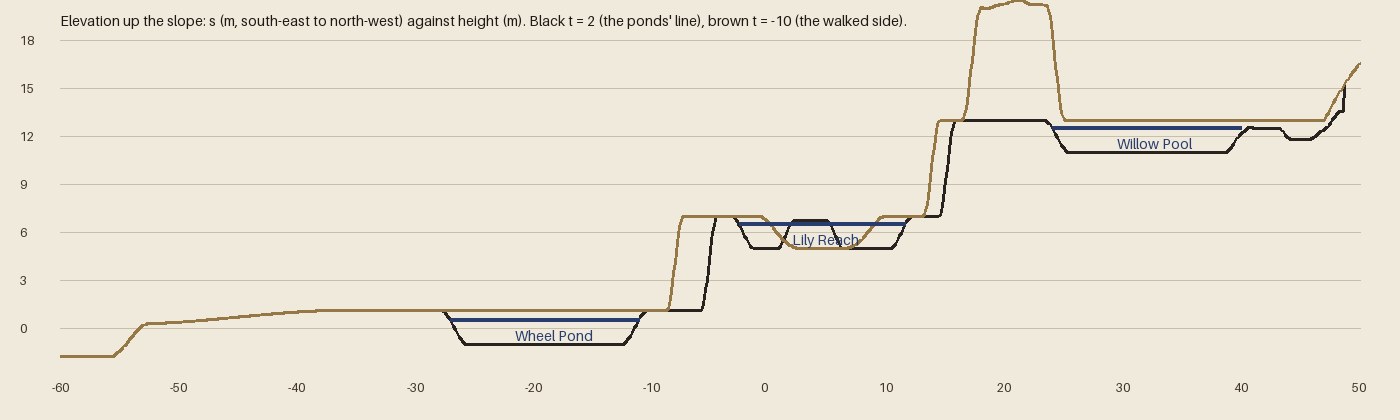 Elevation up the slope: s (m, south-east to north-west) against height (m). Black t = 2 (the ponds' line), brown t = -10 (the walked side).
18
15
12
Willow Pool
9
6
Lily Reach
3
0
Wheel Pond
-60 -50 -40 -30 -20 -10 0 10 20 30 40 50